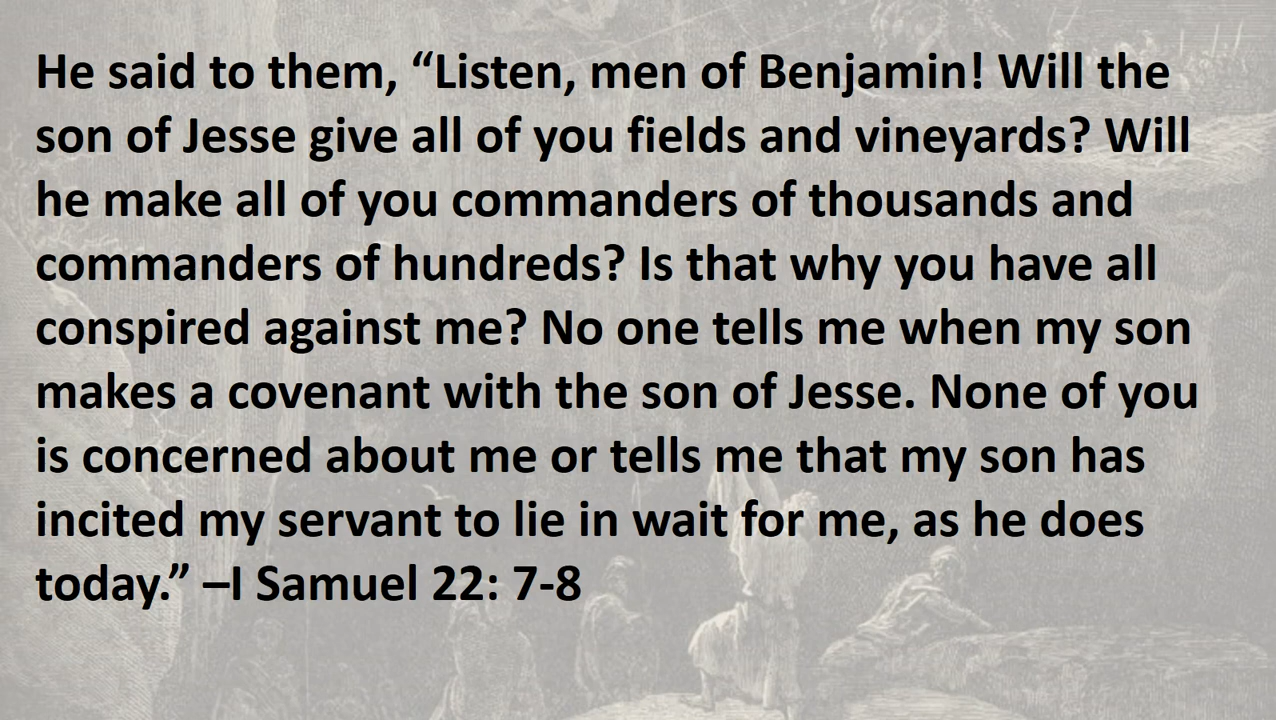 He said to them, “Listen, men of Benjamin! Will the
son of Jesse give all of you fields and vineyards? Will
he make all of you commanders of thousands and
commanders of hundreds? Is that why you have all
conspired against me? No one tells me when my son
makes a covenant with the son of Jesse. None of you
is concerned about me or tells me that my son has
incited my servant to lie in wait for me, as he does
today.” –I Samuel 22: 7-8